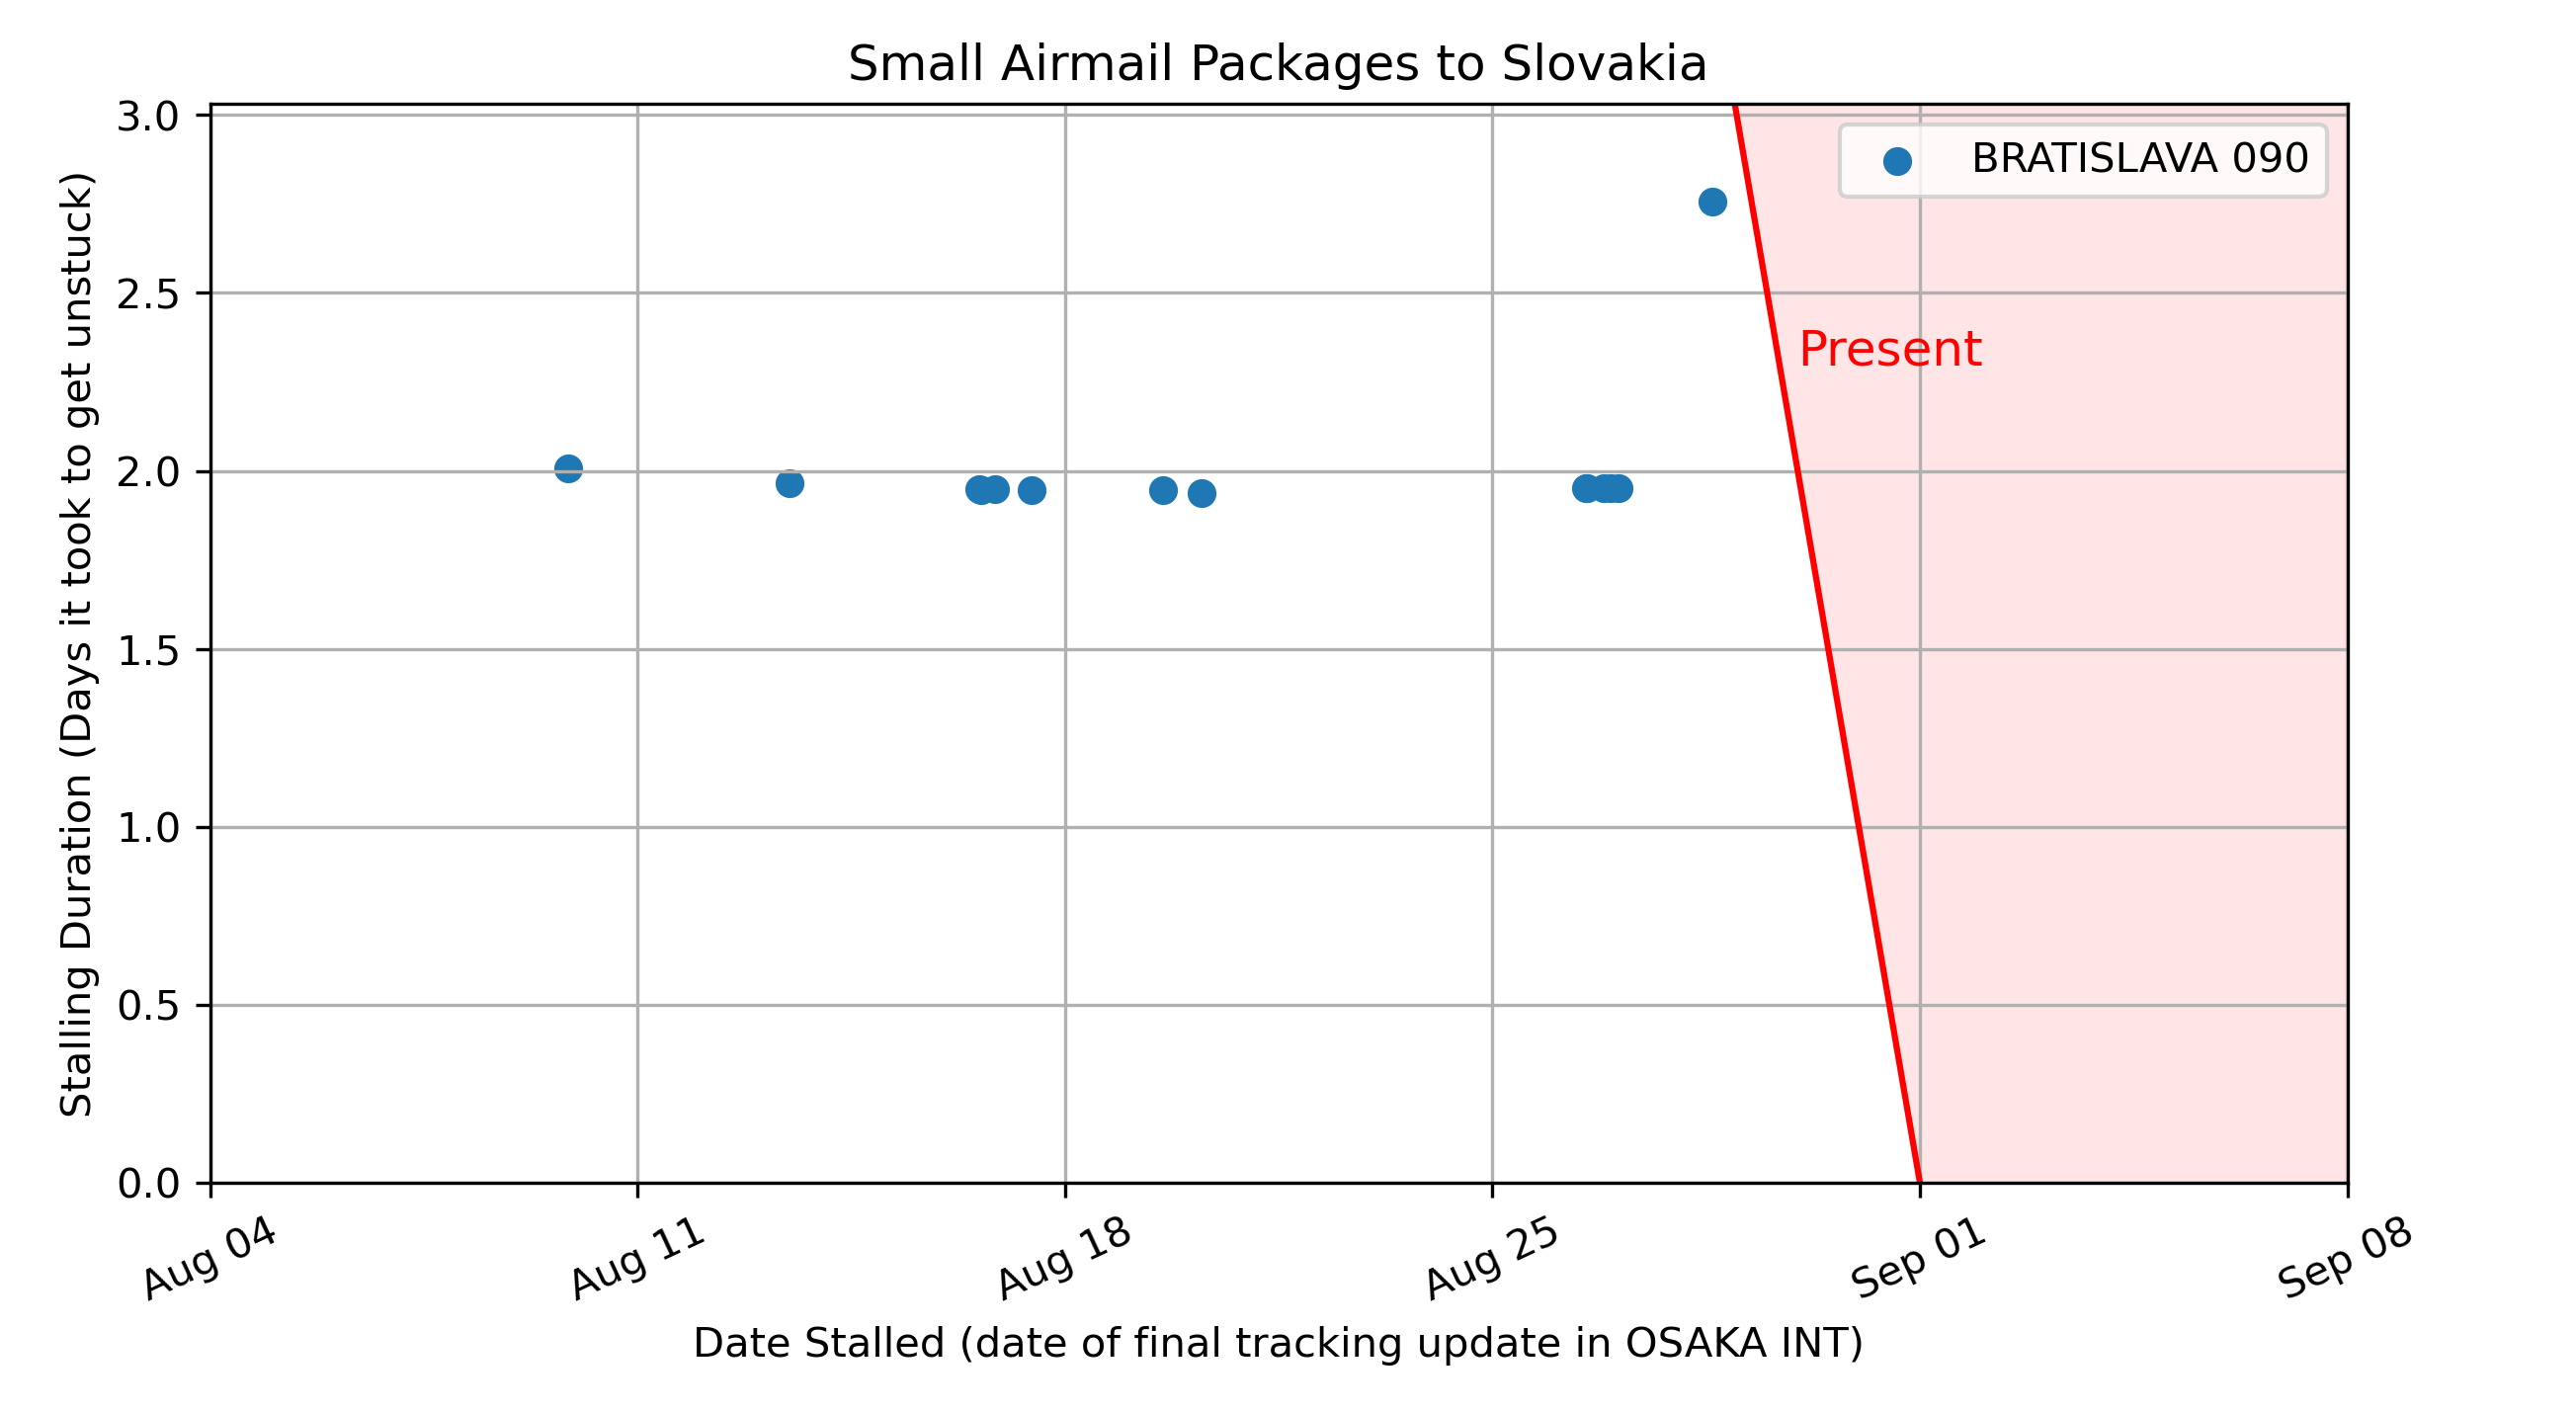 Small Airmail Packages to Slovakia
Stalling Duration (Days it took to get unstuck)
3.0
2.5
2.0
1.5
1.0
0.5
0.0
BRATISLAVA 090
Present
Aug 04
Aug 11
Aug 18
Aug 25
Sep 01
Sep 08
Date Stalled (date of final tracking update in OSAKA INT)